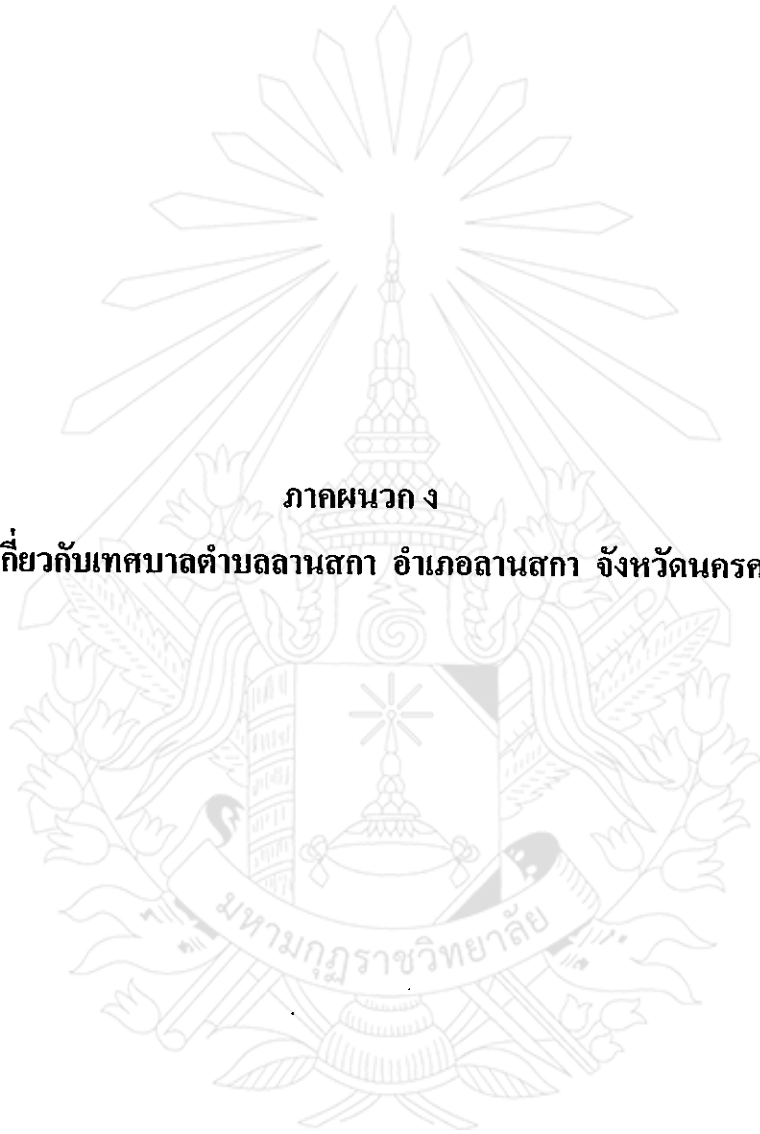 ภาคผนวก ง
กี่ยวกับเทศบาลตำบลลานสกา อำเภอลานสกา จังหวัดนครศ
มหามกุฏราชวิทยาลัย